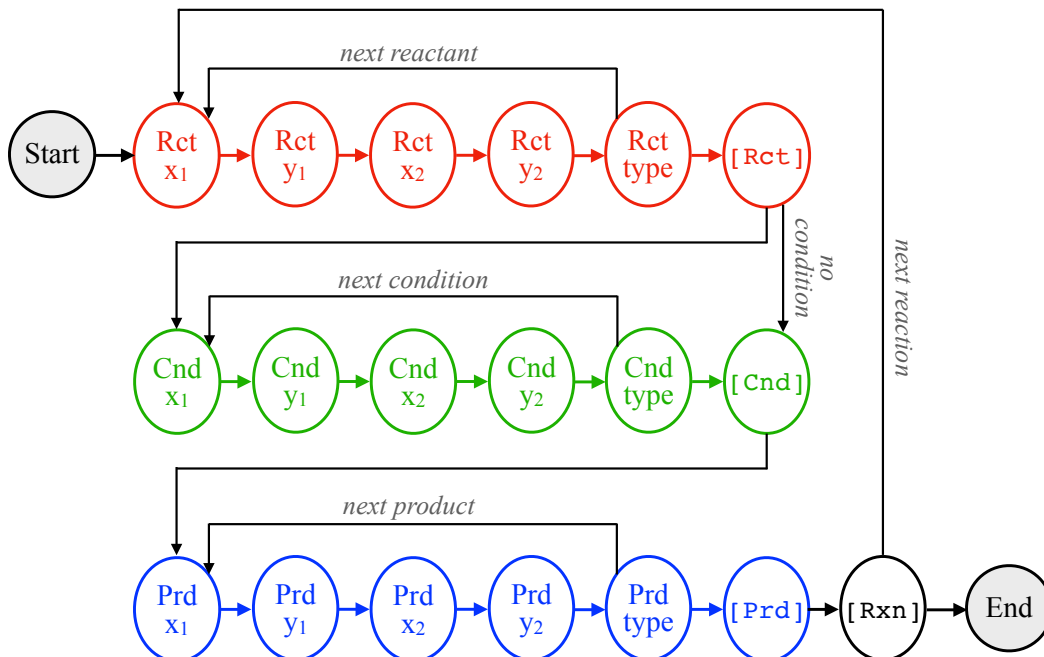 next reactant
Start
Rct
x₁
Rct
y₁
Rct
x₂
Rct
y₂
Rct
type
[Rct]
no
condition
next reaction
next condition
Cnd
x₁
Cnd
y₁
Cnd
x₂
Cnd
y₂
Cnd
type
[Cnd]
next product
Prd
x₁
Prd
y₁
Prd
x₂
Prd
y₂
Prd
type
[Prd]
[Rxn]
End